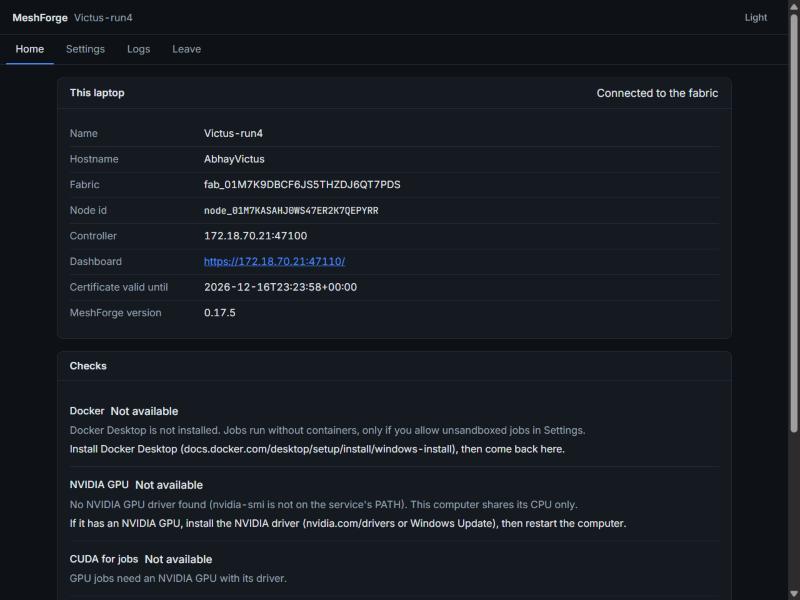 MeshForge Victus-run4 Light
Home Settings Logs Leave
This laptop Connected to the fabric
Name Victus-run4
Hostname AbhayVictus
Fabric fab_01M7K9DBCF6JS5THZDJ6QT7PDS
Node id node_01M7KASAHJ0WS47ER2K7QEPYRR
Controller 172.18.70.21:47100
Dashboard https://172.18.70.21:47110/
Certificate valid until 2026-12-16T23:23:58+00:00
MeshForge version 0.17.5
Checks
Docker Not available
Docker Desktop is not installed. Jobs run without containers, only if you allow unsandboxed jobs in Settings.
Install Docker Desktop (docs.docker.com/desktop/setup/install/windows-install), then come back here.
NVIDIA GPU Not available
No NVIDIA GPU driver found (nvidia-smi is not on the service's PATH). This computer shares its CPU only.
If it has an NVIDIA GPU, install the NVIDIA driver (nvidia.com/drivers or Windows Update), then restart the computer.
CUDA for jobs Not available
GPU jobs need an NVIDIA GPU with its driver.